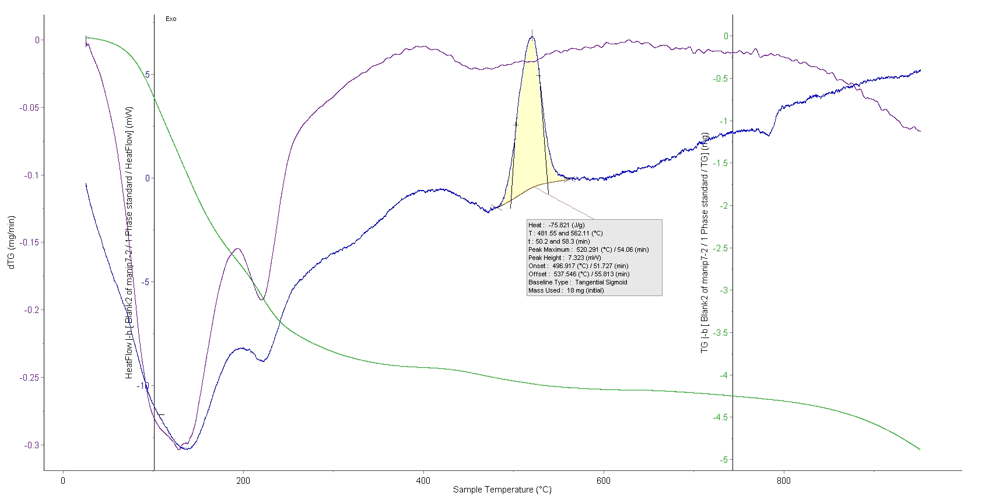 Exo
0
-0.05
-0.1
-0.15
-0.2
-0.25
-0.3
dTG (mg/min)
5
0
-5
-10
HeatFlow |-b [ Blank2 of manip7-2 / 1 Phase standard / HeatFlow] (mW)
Heat : -75.821 (J/g)
T : 481.55 and 562.11 (°C)
t : 50.2 and 58.3 (min)
Peak Maximum : 520.291 (°C) / 54.06 (min)
Peak Height : 7.323 (mW)
Onset : 496.917 (°C) / 51.727 (min)
Offset : 537.546 (°C) / 55.813 (min)
Baseline Type : Tangential Sigmoid
Mass Used : 18 mg (initial)
TG |-b [ Blank2 of manip7-2 / 1 Phase standard / TG] (mg)
0
-0.5
-1
-1.5
-2
-2.5
-3
-3.5
-4
-4.5
-5
0
200
400
600
800
Sample Temperature (°C)